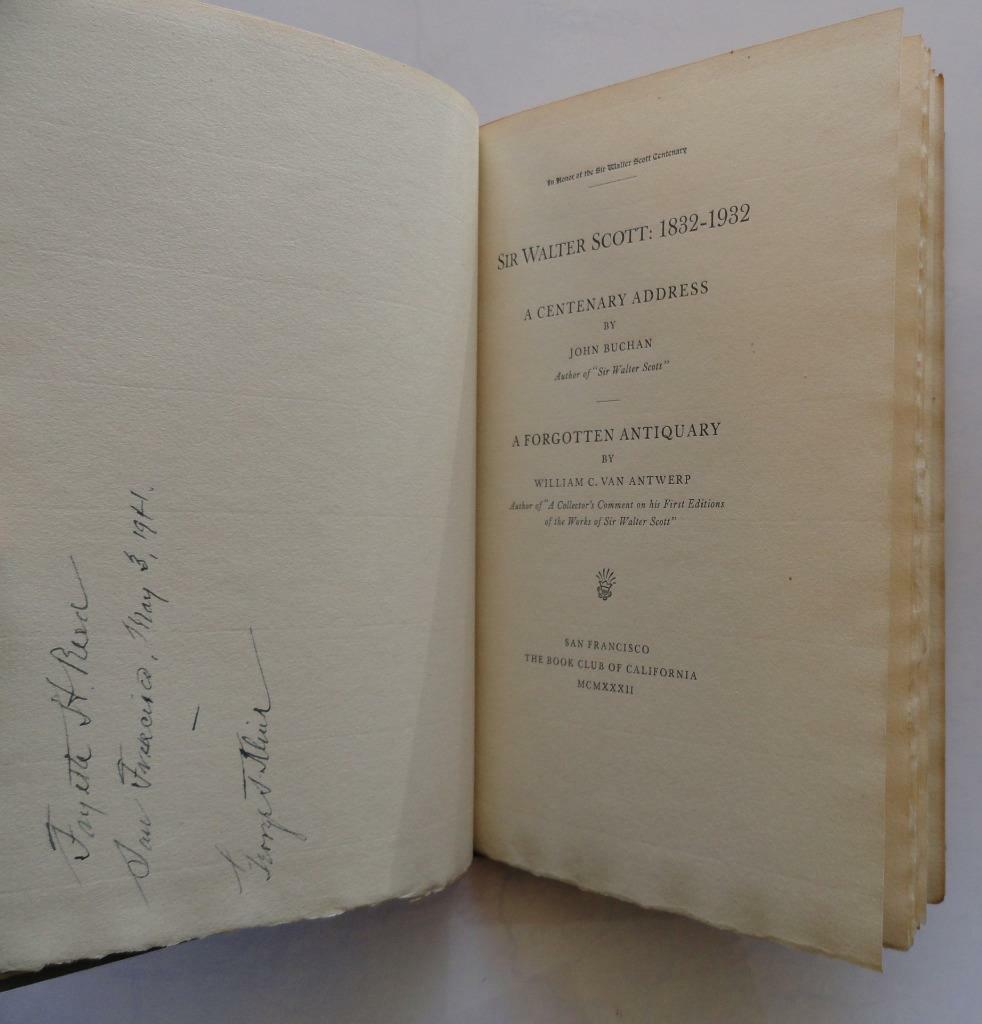 H. Reed
San Francisco, May 3, 1941.
—
George
In Honor of the Sir Walter Scott Centenary
SIR WALTER SCOTT: 1832-1932
A CENTENARY ADDRESS
BY
JOHN BUCHAN
Author of "Sir Walter Scott"
A FORGOTTEN ANTIQUARY
BY
WILLIAM C. VAN ANTWERP
Author of "A Collector's Comment on his First Editions
of the Works of Sir Walter Scott"
SAN FRANCISCO
THE BOOK CLUB OF CALIFORNIA
MCMXXXII